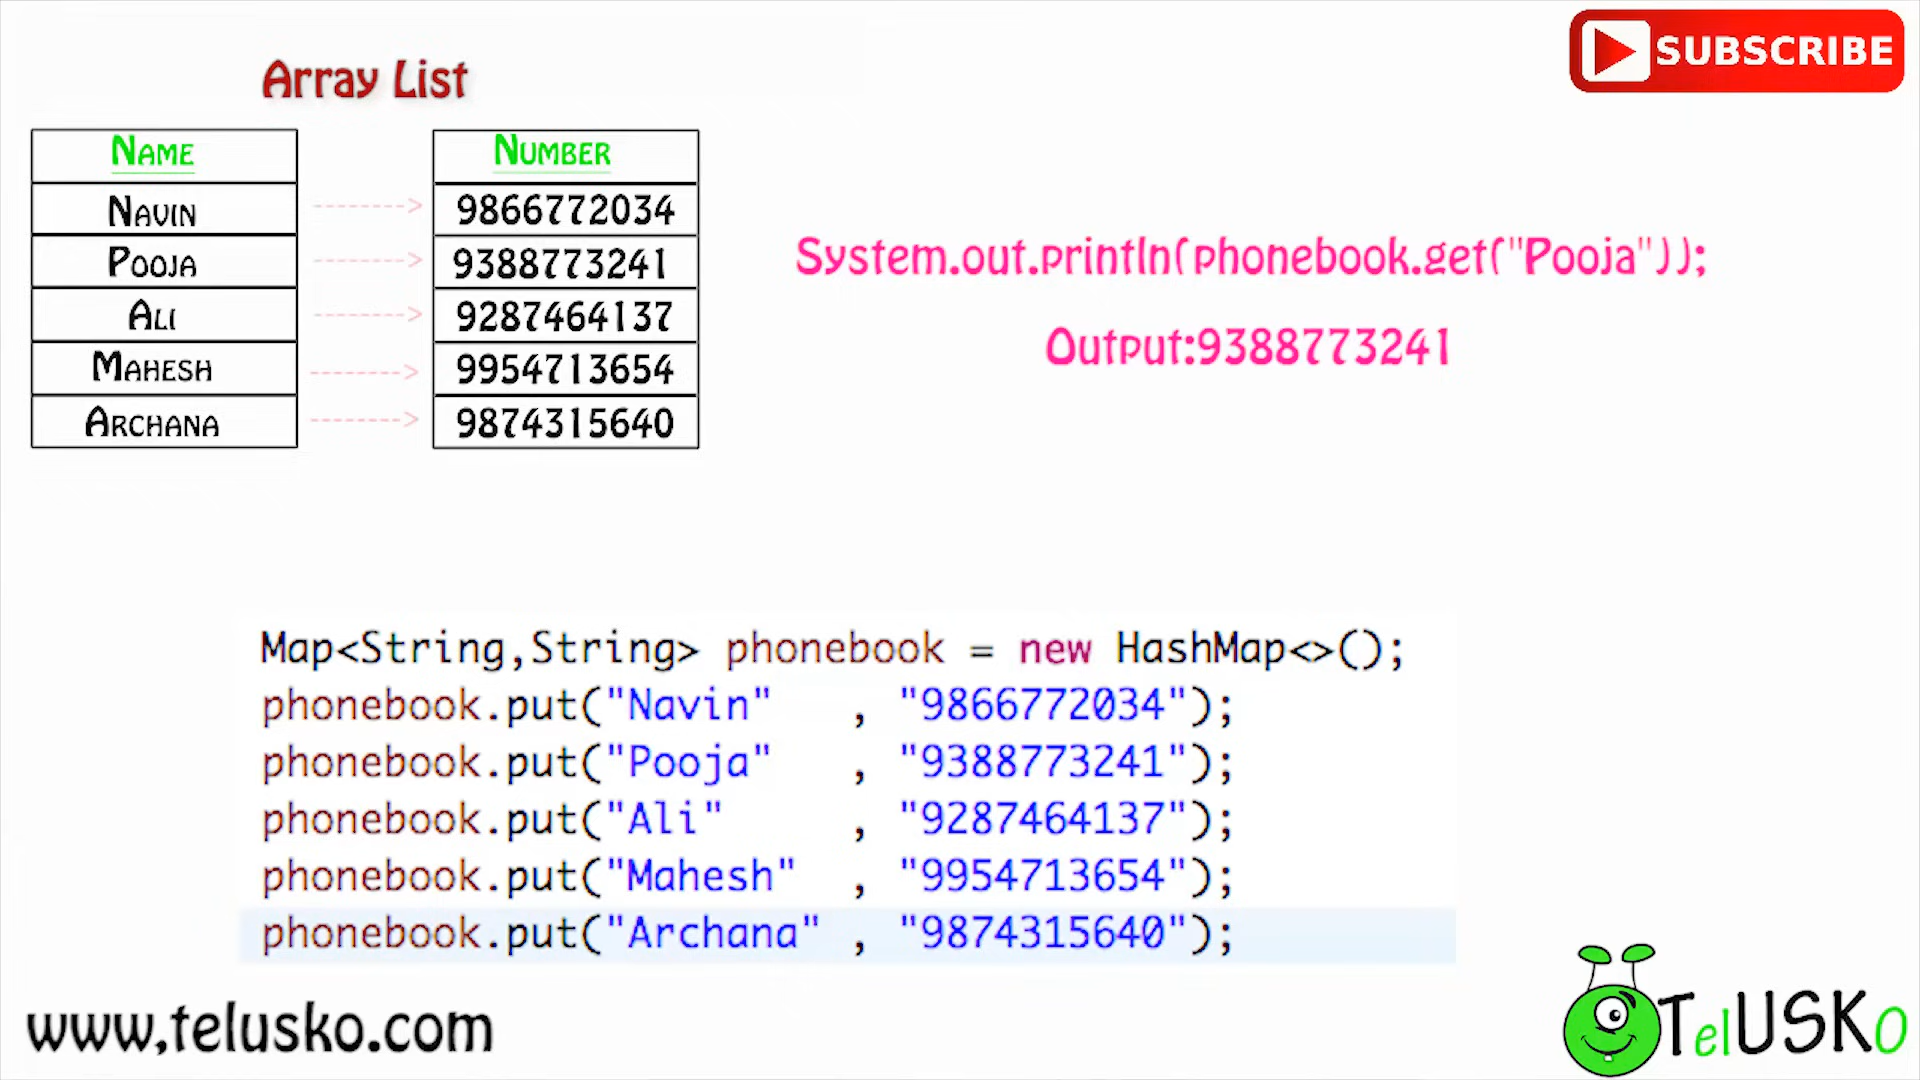 SUBSCRIBE
Array List
Name Number
Navin 9866772034
Pooja 9388773241
Ali 9287464137
Mahesh 9954713654
Archana 9874315640
System.out.println(phonebook.get("Pooja"));
Output:9388773241
Map<String,String> phonebook = new HashMap<>();
phonebook.put("Navin" , "9866772034");
phonebook.put("Pooja" , "9388773241");
phonebook.put("Ali" , "9287464137");
phonebook.put("Mahesh" , "9954713654");
phonebook.put("Archana" , "9874315640");
www.telusko.com
TelUSKo